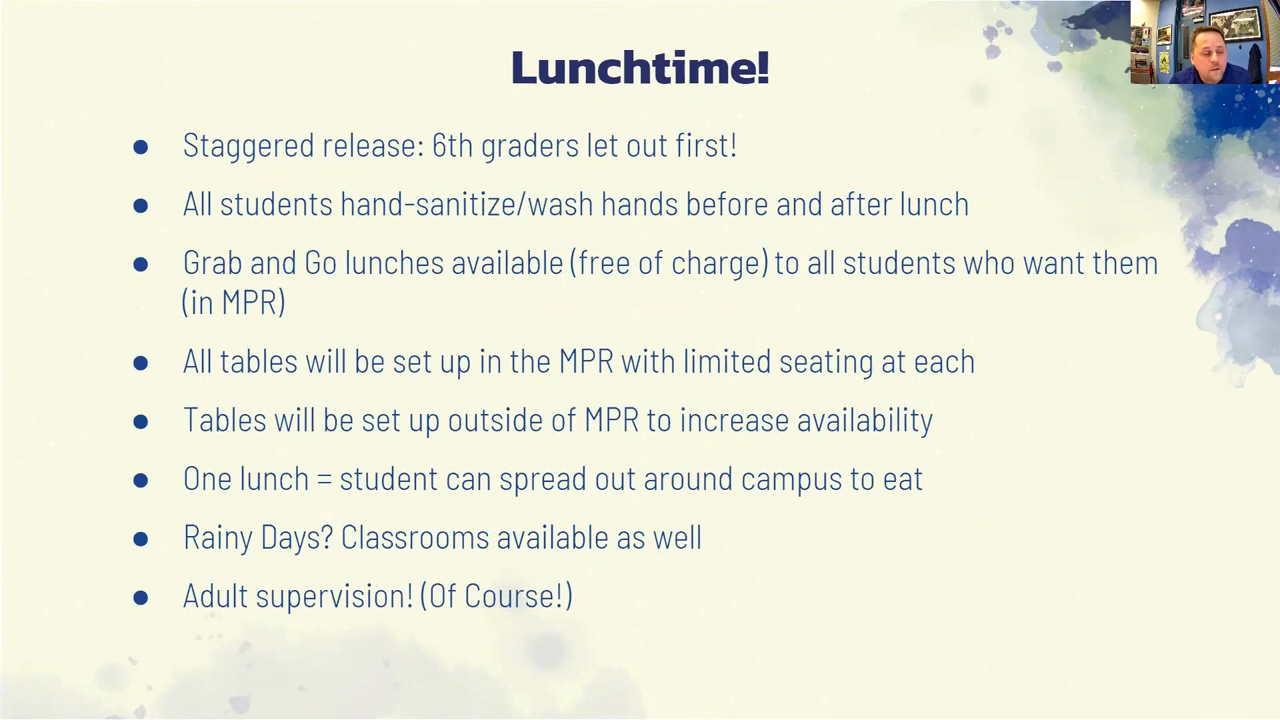 Lunchtime!
● Staggered release: 6th graders let out first!
● All students hand-sanitize/wash hands before and after lunch
● Grab and Go lunches available (free of charge) to all students who want them
(in MPR)
● All tables will be set up in the MPR with limited seating at each
● Tables will be set up outside of MPR to increase availability
● One lunch = student can spread out around campus to eat
● Rainy Days? Classrooms available as well
● Adult supervision! (Of Course!)